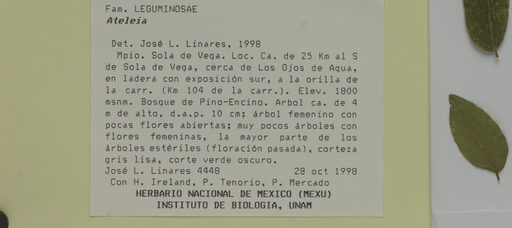 Fam. LEGUMINOSAE
Ateleia
Det. José L. Linares, 1998
Mpio. Sola de Vega. Loc. Ca. de 25 Km al S
de Sola de Vega, cerca de Los Ojos de Agua,
en ladera con exposición sur, a la orilla de
la carr. (Km 104 de la carr.). Elev. 1800
msnm. Bosque de Pino-Encino. Arbol ca. de 4
m de alto, d.a.p. 10 cm; árbol femenino con
pocas flores abiertas; muy pocos árboles con
flores femeninas, la mayor parte de los
árboles estériles (floración pasada), corteza
gris lisa, corte verde oscuro.
José L. Linares 4448 28 oct 1998
Con H. Ireland, P. Tenorio, P. Mercado
HERBARIO NACIONAL DE MEXICO (MEXU)
INSTITUTO DE BIOLOGIA, UNAM